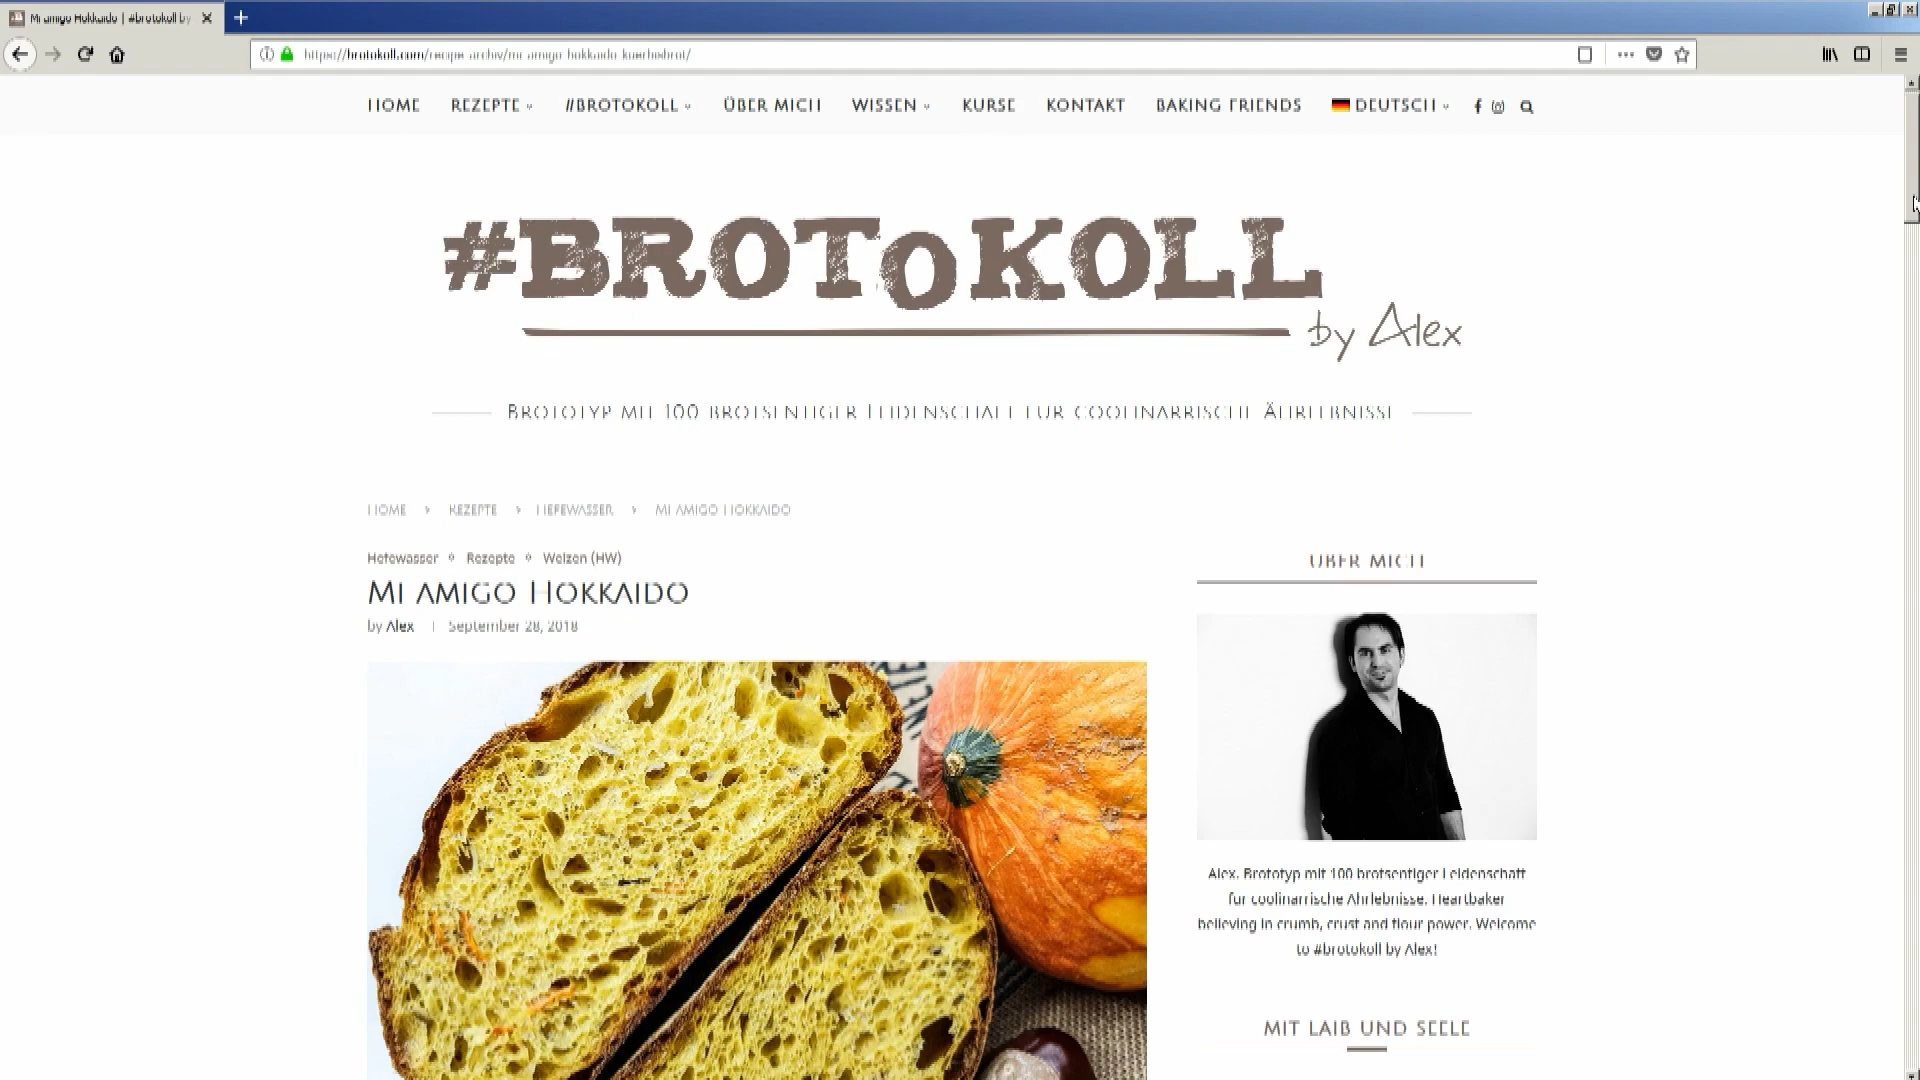 Mi amigo Hokkaido | #brotokoll by
https://brotokoll.com/recipe-archiv/mi-amigo-hokkaido-kuerbisbrot/
HOME REZEPTE #BROTOKOLL ÜBER MICH WISSEN KURSE KONTAKT BAKING FRIENDS DEUTSCH
#BROTOKOLL
by Alex
BROTOTYP MIT 100 BROTSENTIGER LEIDENSCHAFT FÜR COOLINARRISCHE ÄHRLEBNISSE
HOME > REZEPTE > HEFEWASSER > MI AMIGO HOKKAIDO
Hefewasser Rezepte Weizen (HW)
MI AMIGO HOKKAIDO
by Alex | September 28, 2018
ÜBER MICH
Alex. Brototyp mit 100 brotsentiger Leidenschaft
für coolinarrische Ährlebnisse. Heartbaker
believing in crumb, crust and flour power. Welcome
to #brotokoll by Alex!
MIT LAIB UND SEELE